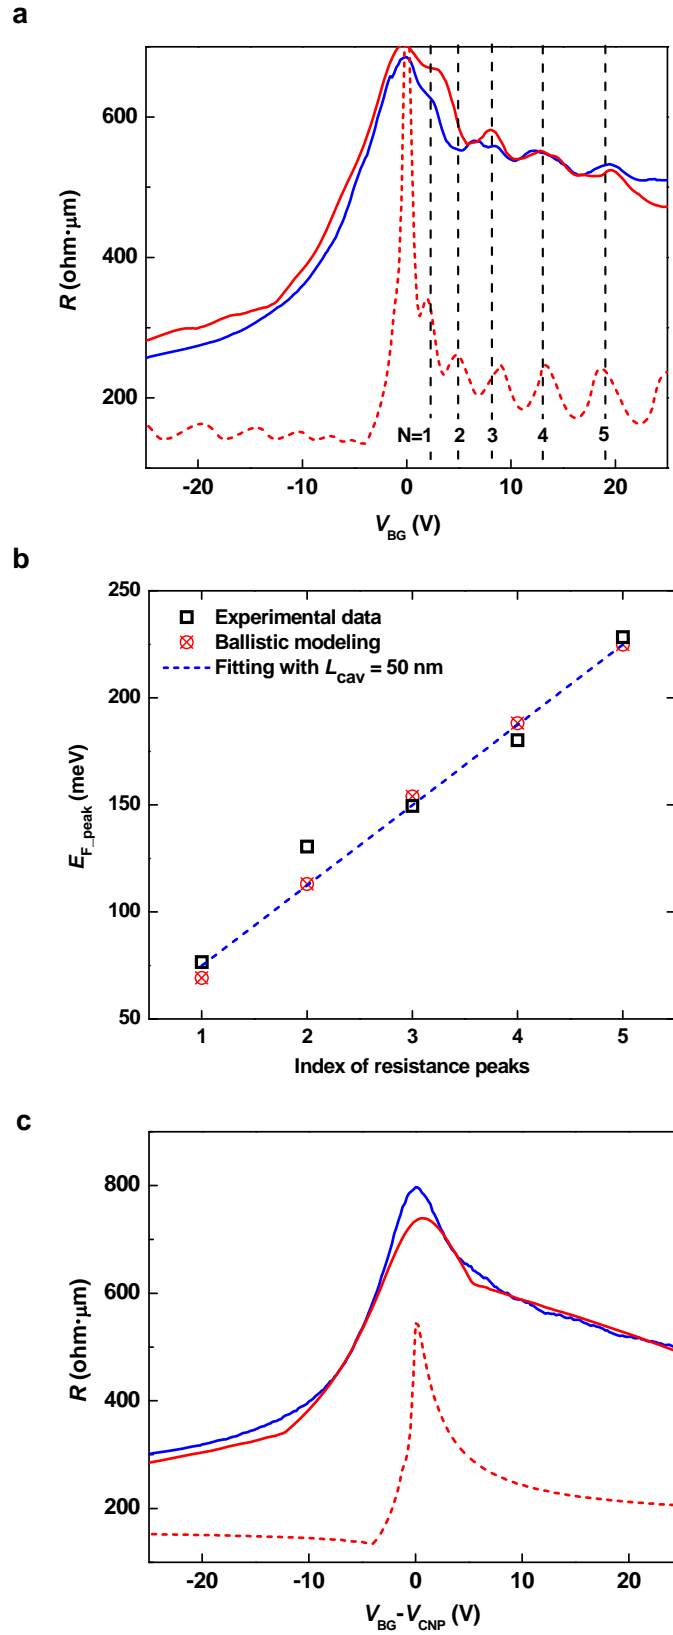 a
600
400
200
R (ohm·μm)
N=1 2 3 4 5
-20 -10 0 10 20
V_BG (V)
b
250
200
150
100
50
E_F_peak (meV)
Experimental data
Ballistic modeling
Fitting with L_cav = 50 nm
1 2 3 4 5
Index of resistance peaks
c
800
600
400
200
R (ohm·μm)
-20 -10 0 10 20
V_BG-V_CNP (V)